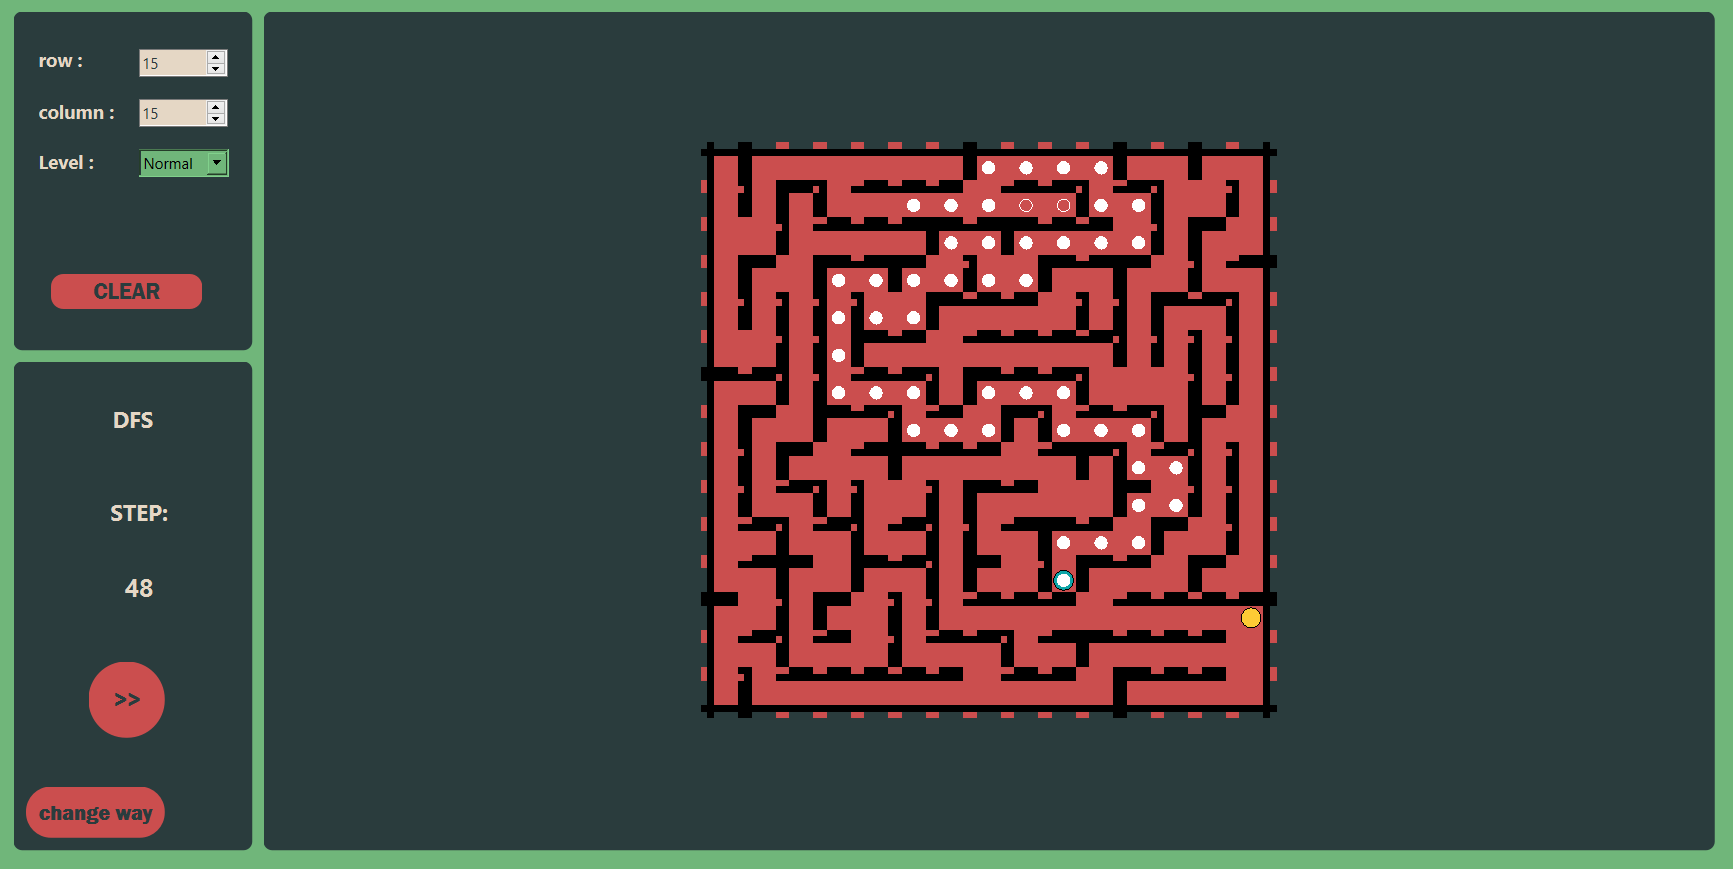 row :
15
column :
15
Level :
Normal
CLEAR
DFS
STEP:
48
>>
change way